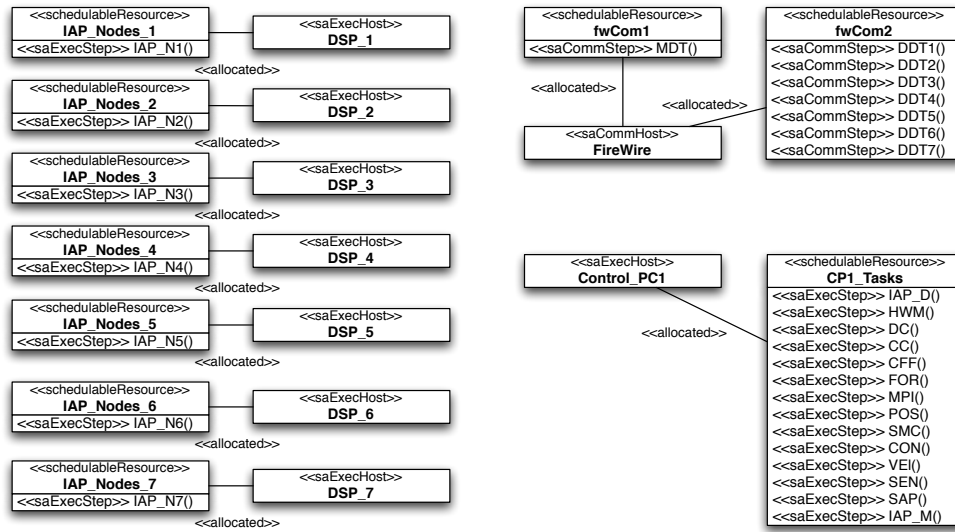 <<schedulableResource>>
IAP_Nodes_1
<<saExecStep>> IAP_N1()
<<saExecHost>>
DSP_1
<<allocated>>
<<schedulableResource>>
IAP_Nodes_2
<<saExecStep>> IAP_N2()
<<saExecHost>>
DSP_2
<<allocated>>
<<schedulableResource>>
IAP_Nodes_3
<<saExecStep>> IAP_N3()
<<saExecHost>>
DSP_3
<<allocated>>
<<schedulableResource>>
IAP_Nodes_4
<<saExecStep>> IAP_N4()
<<saExecHost>>
DSP_4
<<allocated>>
<<schedulableResource>>
IAP_Nodes_5
<<saExecStep>> IAP_N5()
<<saExecHost>>
DSP_5
<<allocated>>
<<schedulableResource>>
IAP_Nodes_6
<<saExecStep>> IAP_N6()
<<saExecHost>>
DSP_6
<<allocated>>
<<schedulableResource>>
IAP_Nodes_7
<<saExecStep>> IAP_N7()
<<saExecHost>>
DSP_7
<<allocated>>
<<schedulableResource>>
fwCom1
<<saCommStep>> MDT()
<<allocated>>
<<saCommHost>>
FireWire
<<allocated>>
<<schedulableResource>>
fwCom2
<<saCommStep>> DDT1()
<<saCommStep>> DDT2()
<<saCommStep>> DDT3()
<<saCommStep>> DDT4()
<<saCommStep>> DDT5()
<<saCommStep>> DDT6()
<<saCommStep>> DDT7()
<<saExecHost>>
Control_PC1
<<allocated>>
<<schedulableResource>>
CP1_Tasks
<<saExecStep>> IAP_D()
<<saExecStep>> HWM()
<<saExecStep>> DC()
<<saExecStep>> CC()
<<saExecStep>> CFF()
<<saExecStep>> FOR()
<<saExecStep>> MPI()
<<saExecStep>> POS()
<<saExecStep>> SMC()
<<saExecStep>> CON()
<<saExecStep>> VEI()
<<saExecStep>> SEN()
<<saExecStep>> SAP()
<<saExecStep>> IAP_M()